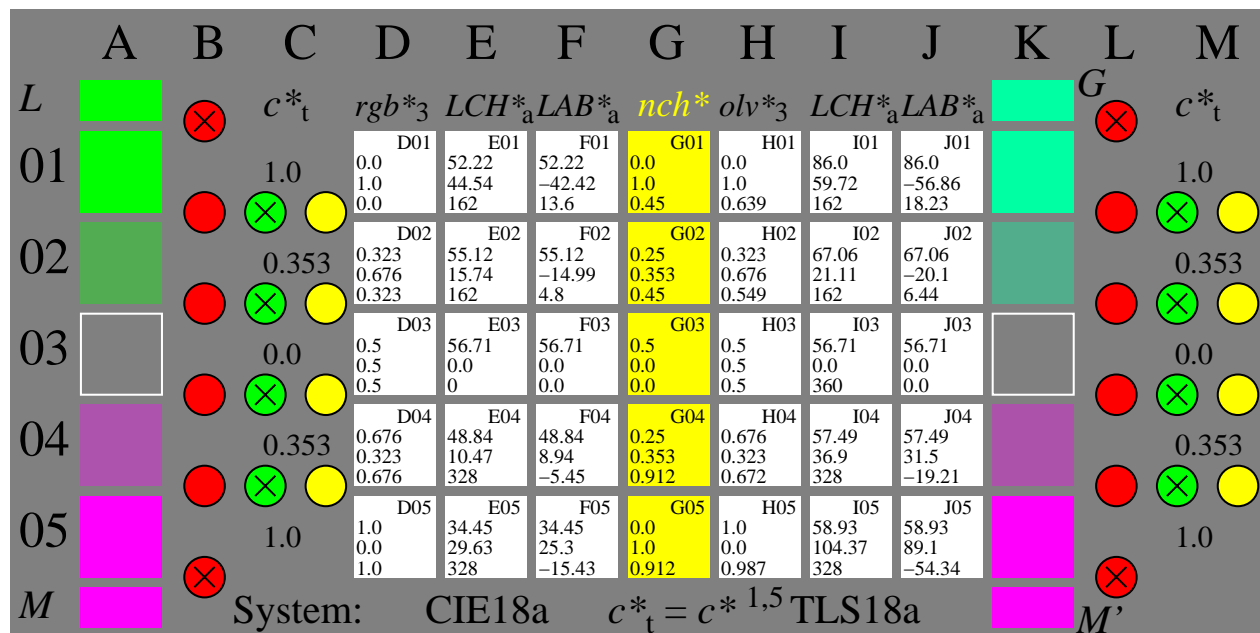 A B C D E F G H I J K L M
L c*t rgb*3 LCH*a LAB*a nch* olv*3 LCH*a LAB*a G c*t
01 1.0 D01 E01 F01 G01 H01 I01 J01 1.0
0.0 52.22 52.22 0.0 0.0 86.0 86.0
1.0 44.54 −42.42 1.0 1.0 59.72 −56.86
0.0 162 13.6 0.45 0.639 162 18.23
02 0.353 D02 E02 F02 G02 H02 I02 J02 0.353
0.323 55.12 55.12 0.25 0.323 67.06 67.06
0.676 15.74 −14.99 0.353 0.676 21.11 −20.1
0.323 162 4.8 0.45 0.549 162 6.44
03 0.0 D03 E03 F03 G03 H03 I03 J03 0.0
0.5 56.71 56.71 0.5 0.5 56.71 56.71
0.5 0.0 0.0 0.0 0.5 0.0 0.0
0.5 0 0.0 0.0 0.5 360 0.0
04 0.353 D04 E04 F04 G04 H04 I04 J04 0.353
0.676 48.84 48.84 0.25 0.676 57.49 57.49
0.323 10.47 8.94 0.353 0.323 36.9 31.5
0.676 328 −5.45 0.912 0.672 328 −19.21
05 1.0 D05 E05 F05 G05 H05 I05 J05 1.0
1.0 34.45 34.45 0.0 1.0 58.93 58.93
0.0 29.63 25.3 1.0 0.0 104.37 89.1
1.0 328 −15.43 0.912 0.987 328 −54.34
M System: CIE18a c*t = c* 1,5 TLS18a M’